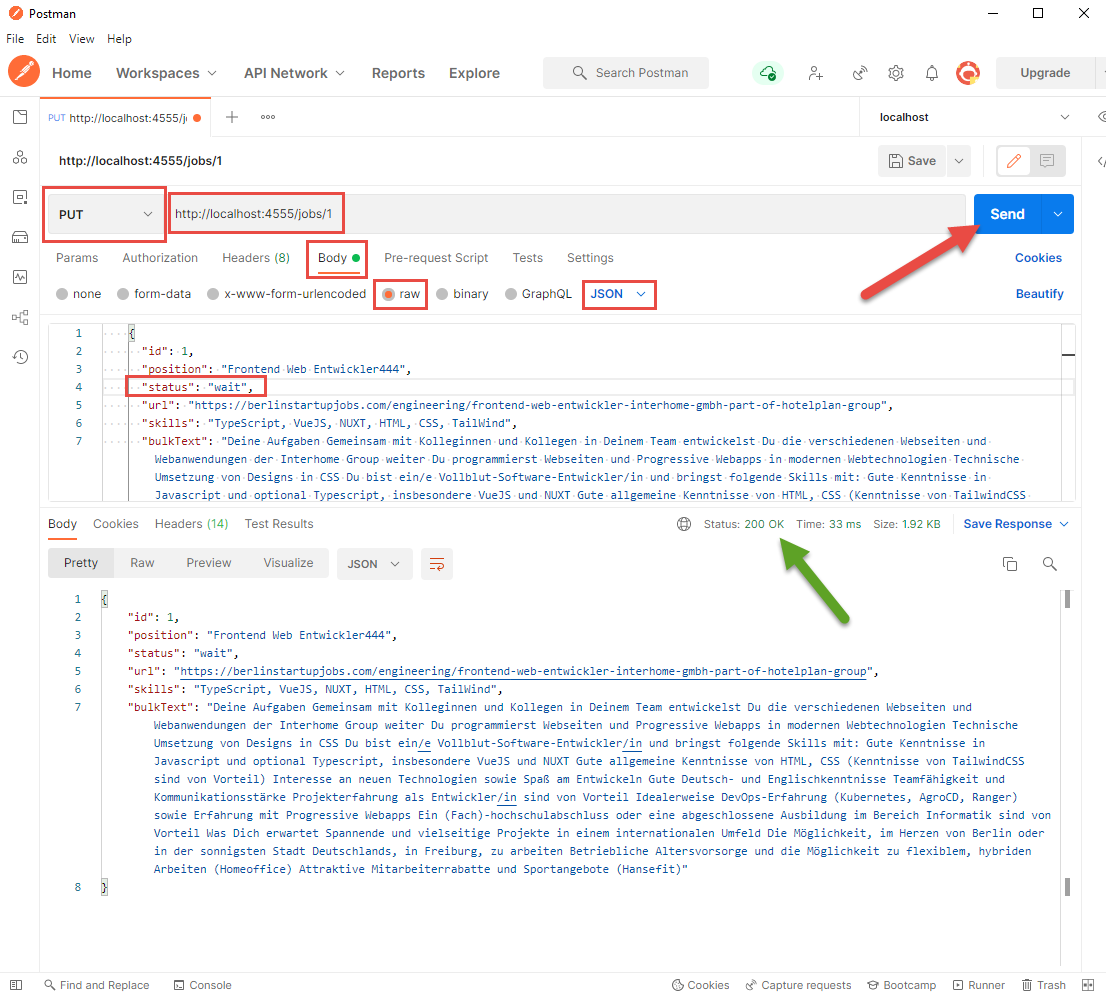 Postman
File Edit View Help
Home Workspaces API Network Reports Explore Search Postman Upgrade
PUT http://localhost:4555/j localhost
http://localhost:4555/jobs/1 Save
PUT http://localhost:4555/jobs/1 Send
Params Authorization Headers (8) Body Pre-request Script Tests Settings Cookies
none form-data x-www-form-urlencoded raw binary GraphQL JSON Beautify
1 {
2 "id": 1,
3 "position": "Frontend Web Entwickler444",
4 "status": "wait",
5 "url": "https://berlinstartupjobs.com/engineering/frontend-web-entwickler-interhome-gmbh-part-of-hotelplan-group",
6 "skills": "TypeScript, VueJS, NUXT, HTML, CSS, TailWind",
7 "bulkText": "Deine Aufgaben Gemeinsam mit Kolleginnen und Kollegen in Deinem Team entwickelst Du die verschiedenen Webseiten und
Webanwendungen der Interhome Group weiter Du programmierst Webseiten und Progressive Webapps in modernen Webtechnologien Technische
Umsetzung von Designs in CSS Du bist ein/e Vollblut-Software-Entwickler/in und bringst folgende Skills mit: Gute Kenntnisse in
Javascript und optional Typescript, insbesondere VueJS und NUXT Gute allgemeine Kenntnisse von HTML, CSS (Kenntnisse von TailwindCSS
Body Cookies Headers (14) Test Results Status: 200 OK Time: 33 ms Size: 1.92 KB Save Response
Pretty Raw Preview Visualize JSON
1 {
2 "id": 1,
3 "position": "Frontend Web Entwickler444",
4 "status": "wait",
5 "url": "https://berlinstartupjobs.com/engineering/frontend-web-entwickler-interhome-gmbh-part-of-hotelplan-group",
6 "skills": "TypeScript, VueJS, NUXT, HTML, CSS, TailWind",
7 "bulkText": "Deine Aufgaben Gemeinsam mit Kolleginnen und Kollegen in Deinem Team entwickelst Du die verschiedenen Webseiten und
Webanwendungen der Interhome Group weiter Du programmierst Webseiten und Progressive Webapps in modernen Webtechnologien Technische
Umsetzung von Designs in CSS Du bist ein/e Vollblut-Software-Entwickler/in und bringst folgende Skills mit: Gute Kenntnisse in
Javascript und optional Typescript, insbesondere VueJS und NUXT Gute allgemeine Kenntnisse von HTML, CSS (Kenntnisse von TailwindCSS
sind von Vorteil) Interesse an neuen Technologien sowie Spaß am Entwickeln Gute Deutsch- und Englischkenntnisse Teamfähigkeit und
Kommunikationsstärke Projekterfahrung als Entwickler/in sind von Vorteil Idealerweise DevOps-Erfahrung (Kubernetes, AgroCD, Ranger)
sowie Erfahrung mit Progressive Webapps Ein (Fach)-hochschulabschluss oder eine abgeschlossene Ausbildung im Bereich Informatik sind von
Vorteil Was Dich erwartet Spannende und vielseitige Projekte in einem internationalen Umfeld Die Möglichkeit, im Herzen von Berlin oder
in der sonnigsten Stadt Deutschlands, in Freiburg, zu arbeiten Betriebliche Altersvorsorge und die Möglichkeit zu flexiblem, hybriden
Arbeiten (Homeoffice) Attraktive Mitarbeiterrabatte und Sportangebote (Hansefit)"
8 }
Find and Replace Console Cookies Capture requests Bootcamp Runner Trash